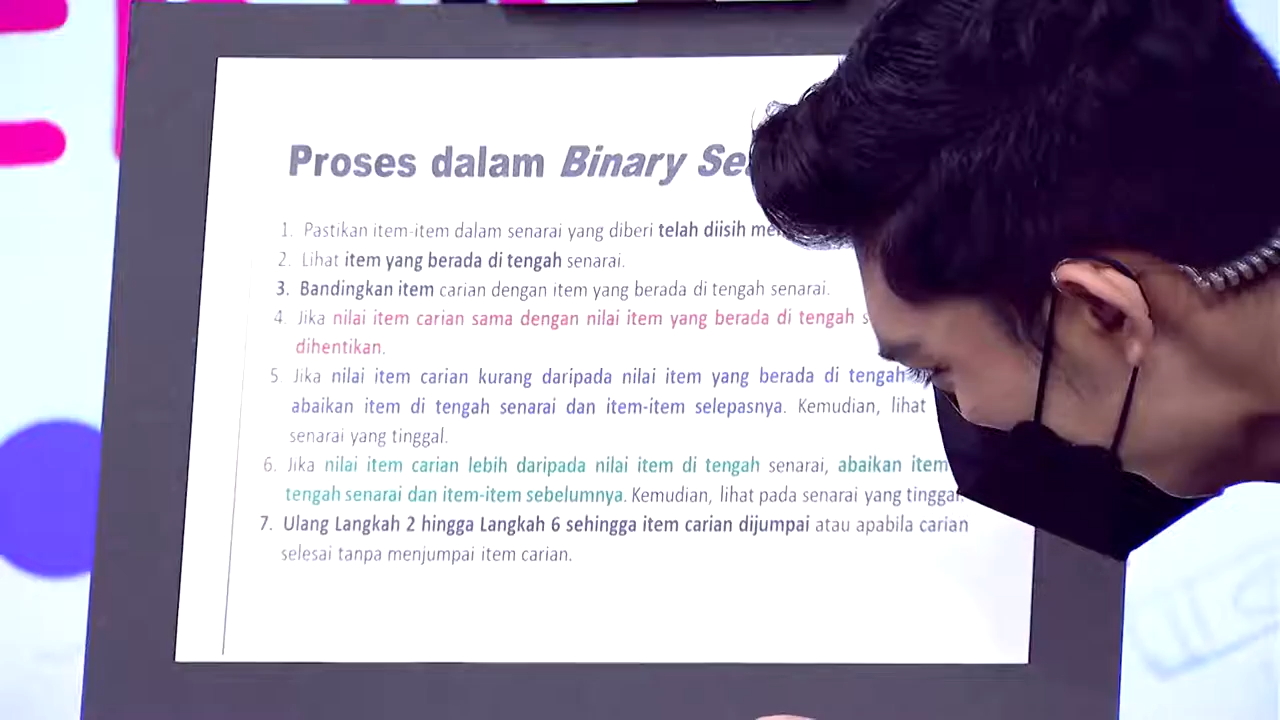 Proses dalam Binary
1. Pastikan item-item dalam senarai yang diberi telah diisih
2. Lihat item yang berada di tengah senarai.
3. Bandingkan item carian dengan item yang berada di tengah senarai.
4. Jika nilai item carian sama dengan nilai item yang berada di tengah
dihentikan.
5. Jika nilai item carian kurang daripada nilai item yang berada di tengah
abaikan item di tengah senarai dan item-item selepasnya. Kemudian, lihat
senarai yang tinggal.
6. Jika nilai item carian lebih daripada nilai item di tengah senarai, abaikan item
tengah senarai dan item-item sebelumnya. Kemudian, lihat pada senarai yang tinggal.
7. Ulang Langkah 2 hingga Langkah 6 sehingga item carian dijumpai atau apabila carian
selesai tanpa menjumpai item carian.